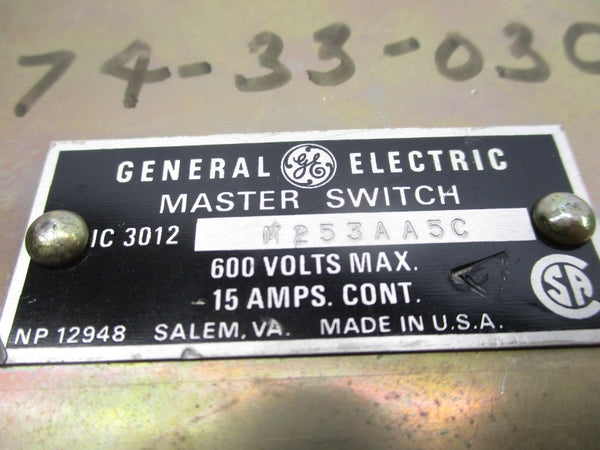 74-33-030
GENERAL GE ELECTRIC
MASTER SWITCH
IC 3012 M253AA5C
600 VOLTS MAX.
15 AMPS. CONT.
SA
NP 12948 SALEM, VA. MADE IN U.S.A.